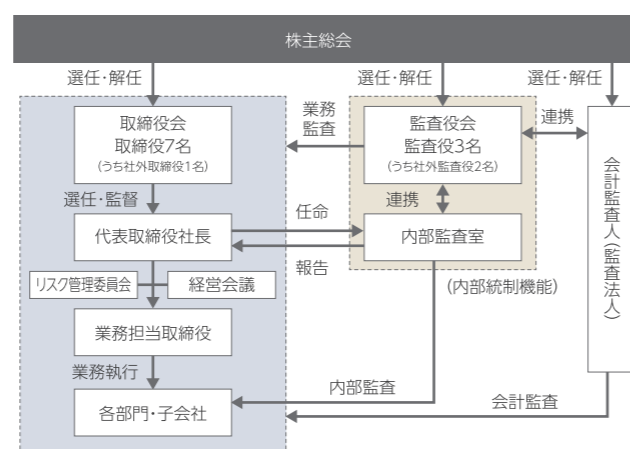 株主総会
選任・解任
選任・解任
選任・解任
取締役会
取締役7名
(うち社外取締役1名)
業務
監査
監査役会
監査役3名
(うち社外監査役2名)
連携
選任・監督
連携
代表取締役社長
任命
報告
内部監査室
会計監査人(監査法人)
リスク管理委員会
経営会議
(内部統制機能)
業務担当取締役
業務執行
内部監査
各部門・子会社
会計監査